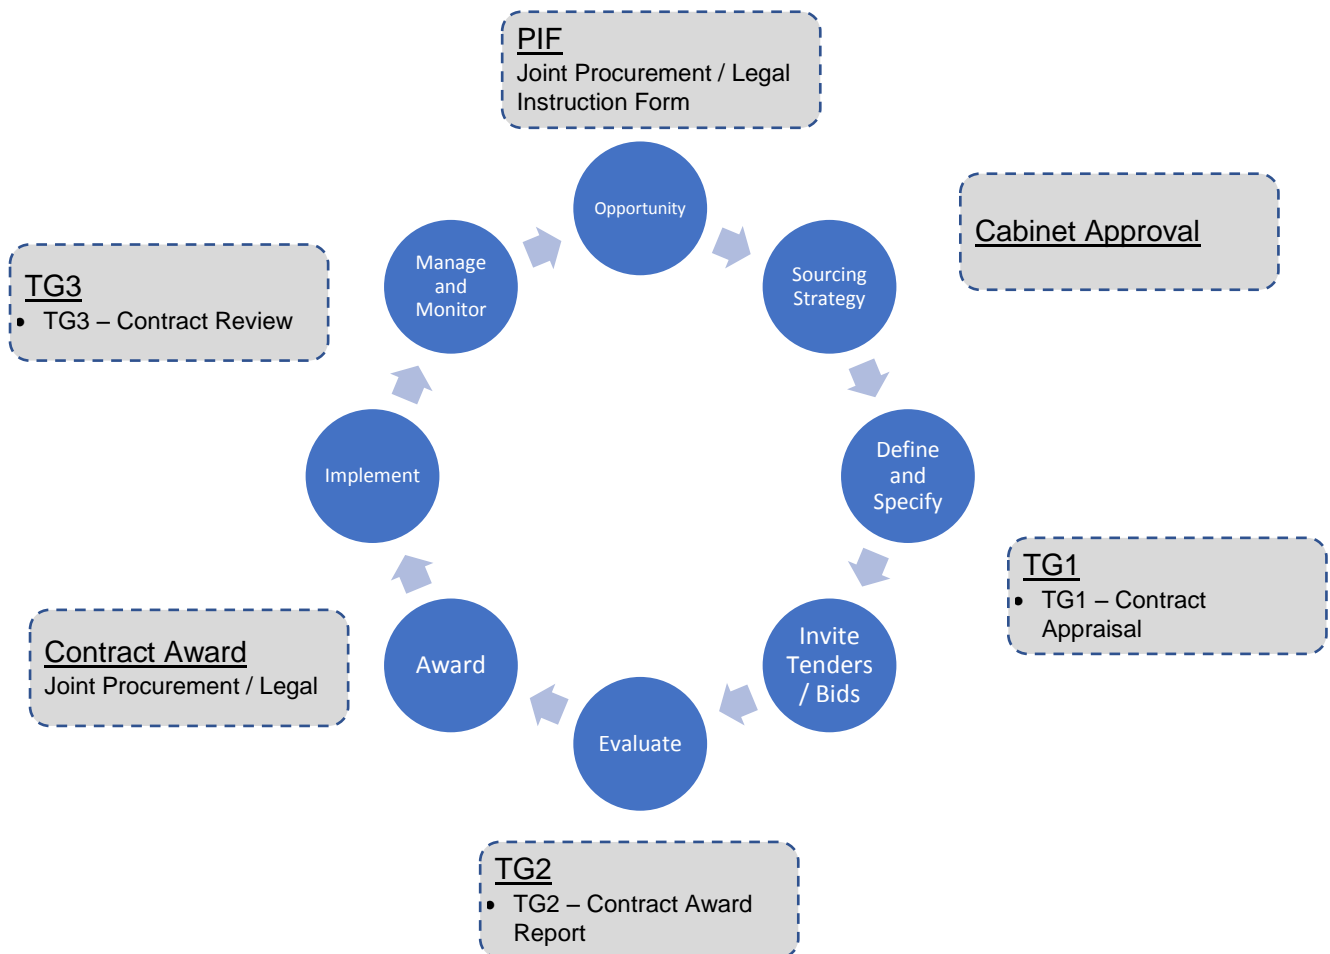 PIF
Joint Procurement / Legal
Instruction Form
Opportunity
Cabinet Approval
Sourcing
Strategy
Define
and
Specify
TG1
• TG1 – Contract
Appraisal
Invite
Tenders
/ Bids
Evaluate
TG2
• TG2 – Contract Award
Report
Award
Contract Award
Joint Procurement / Legal
Implement
TG3
• TG3 – Contract Review
Manage
and
Monitor